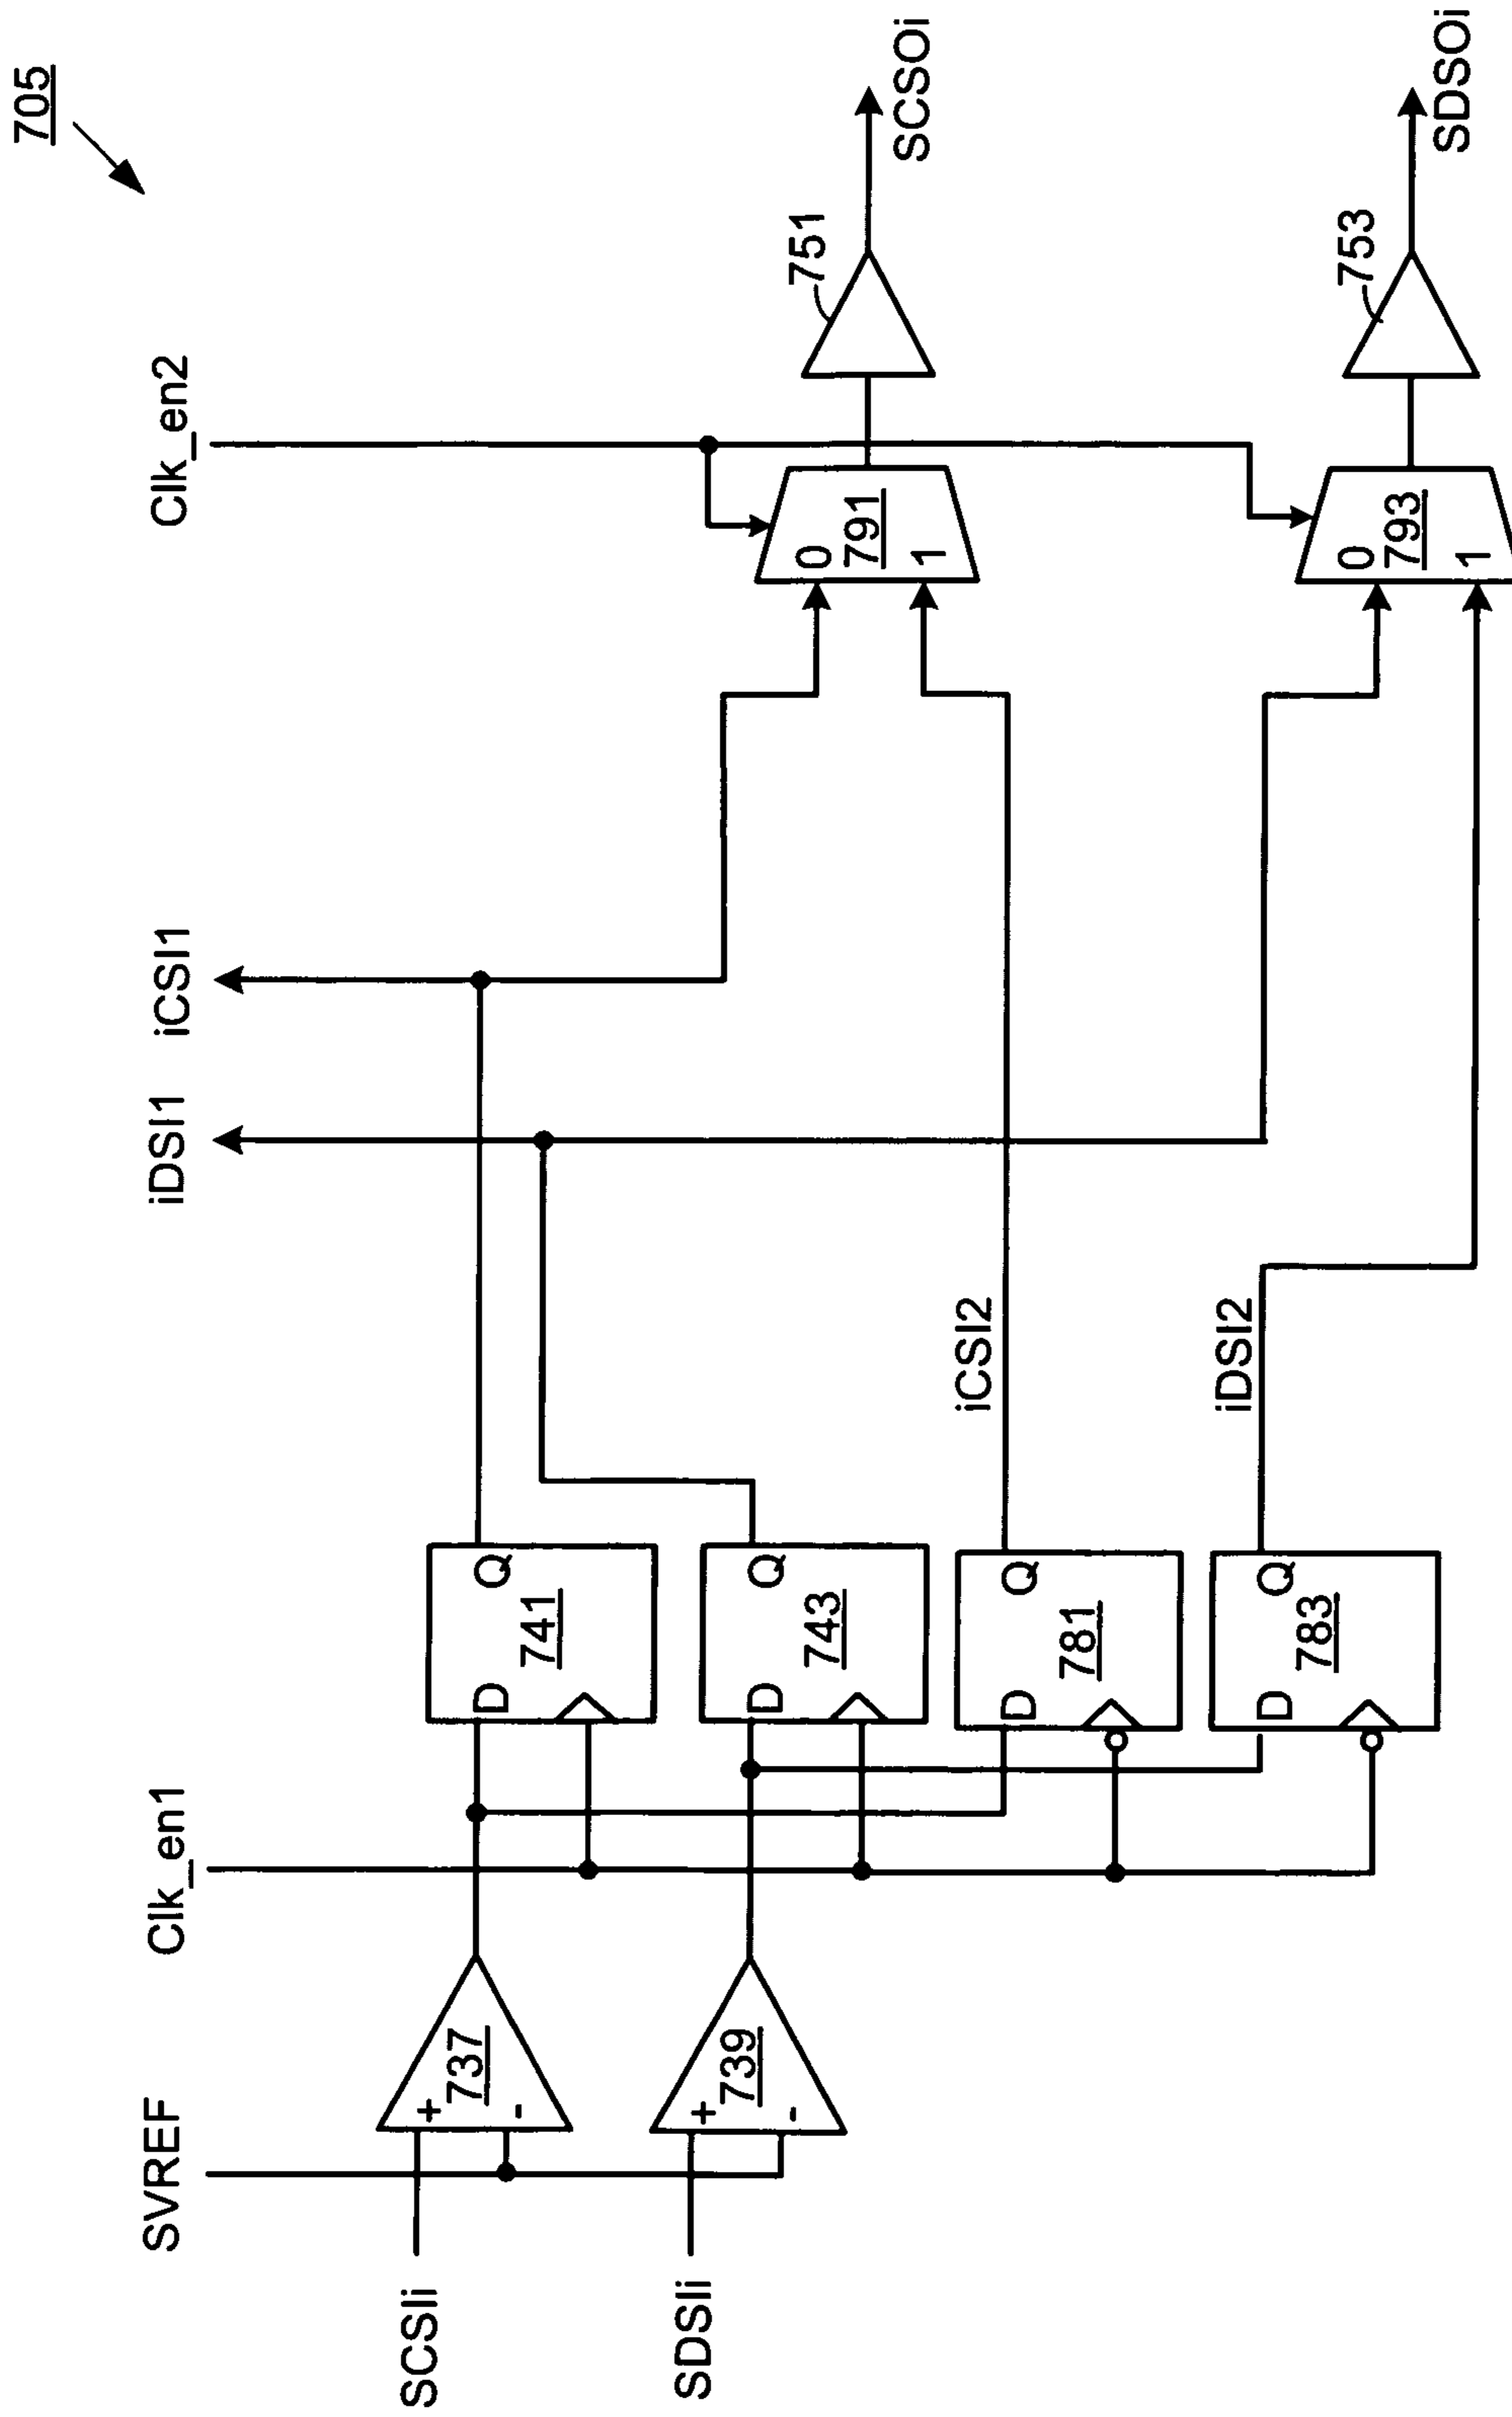 705
SVREF
Clk_en1
iDSI1
iCSI1
Clk_en2
SCSIi
+
737
-
D
741
Q
0
791
1
751
SCSOi
SDSIi
+
739
-
D
743
Q
D
781
Q
iCSI2
D
783
Q
iDSI2
0
793
1
753
SDSOi